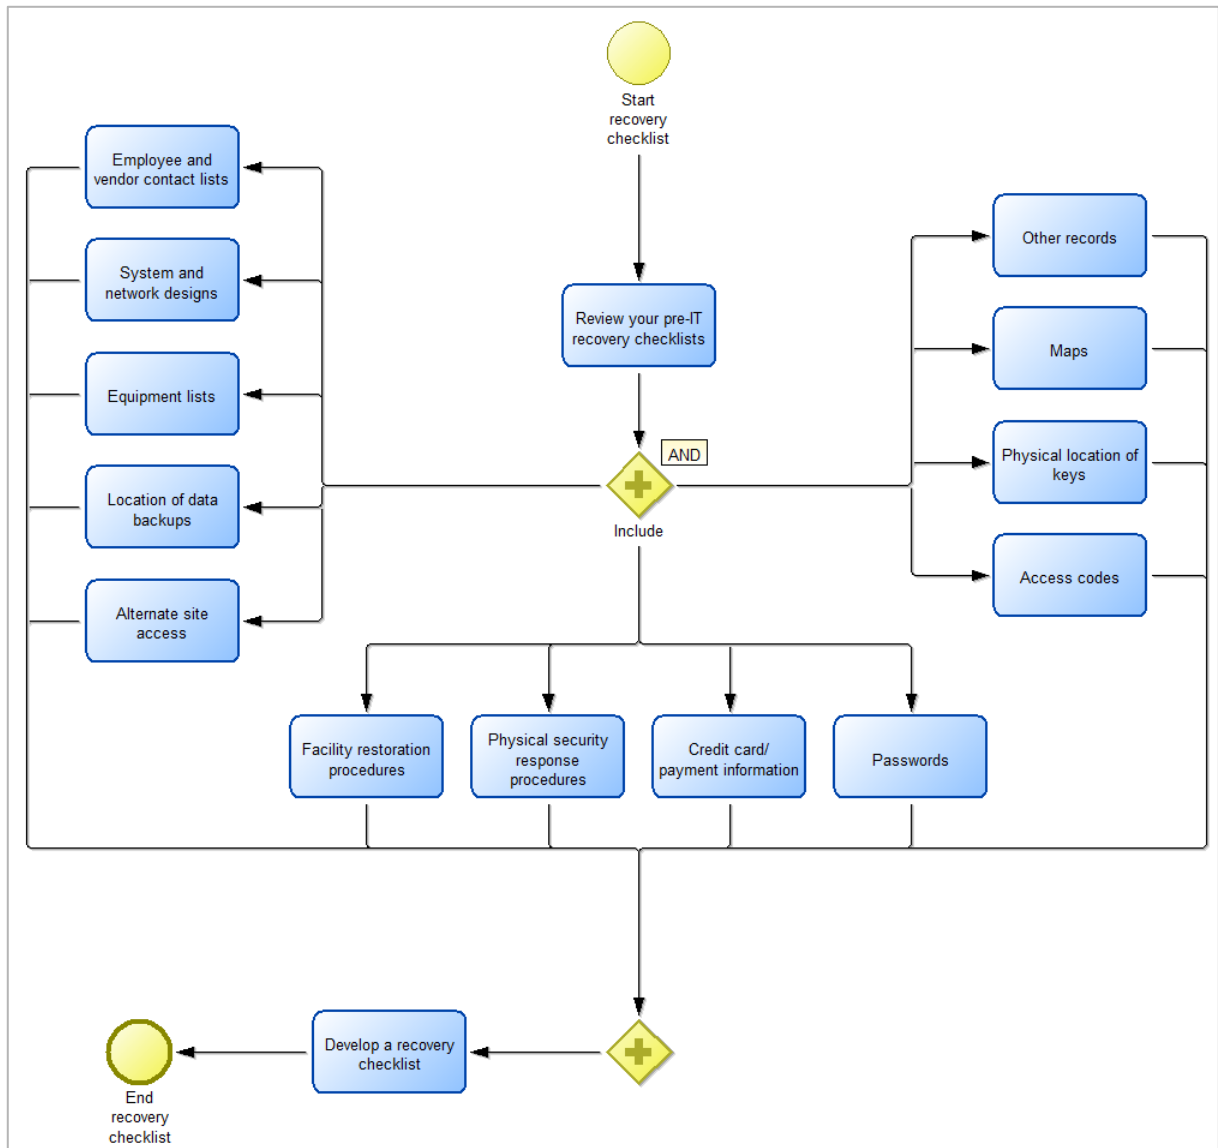 Start
recovery
checklist
Employee and
vendor contact lists
System and
network designs
Equipment lists
Location of data
backups
Alternate site
access
Review your pre-IT
recovery checklists
AND
Include
Other records
Maps
Physical location of
keys
Access codes
Facility restoration
procedures
Physical security
response
procedures
Credit card/
payment information
Passwords
Develop a recovery
checklist
End
recovery
checklist